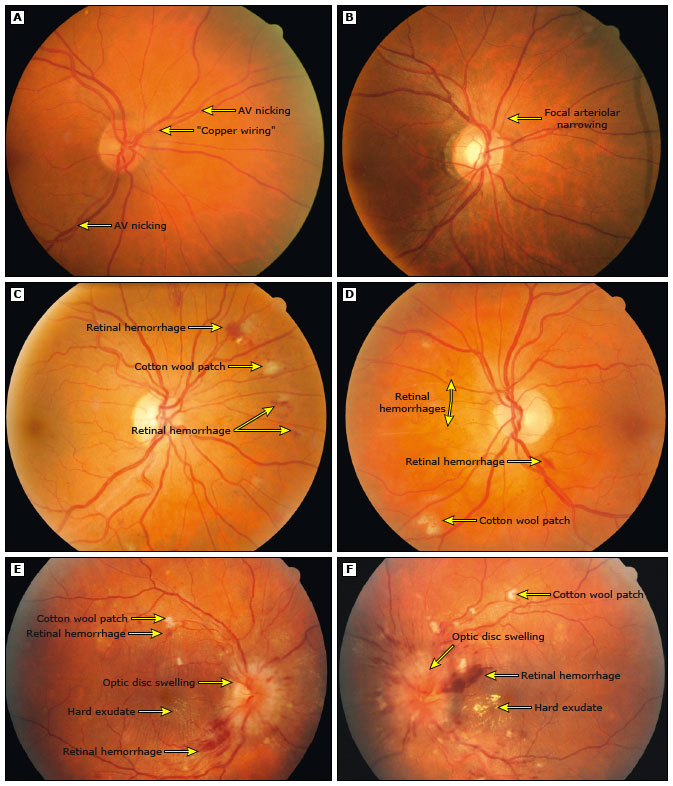 A
AV nicking
"Copper wiring"
AV nicking
B
Focal arteriolar
narrowing
C
Retinal hemorrhage
Cotton wool patch
Retinal hemorrhage
D
Retinal
hemorrhages
Retinal hemorrhage
Cotton wool patch
E
Cotton wool patch
Retinal hemorrhage
Optic disc swelling
Hard exudate
Retinal hemorrhage
F
Cotton wool patch
Optic disc swelling
Retinal hemorrhage
Hard exudate